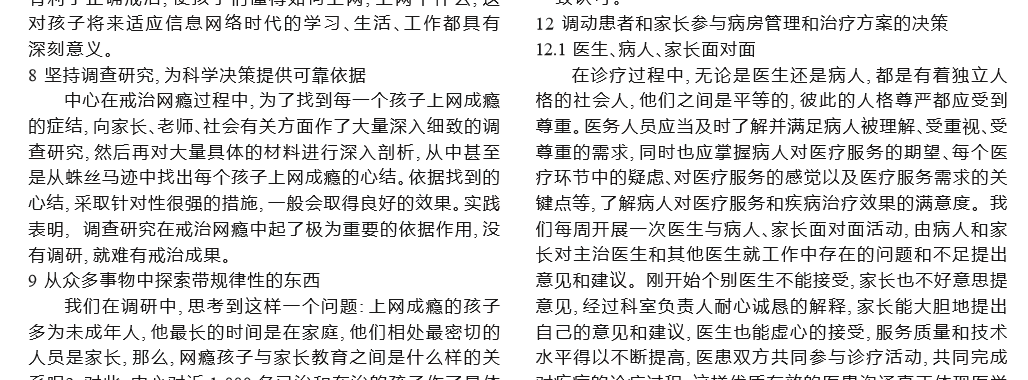 对孩子将来适应信息网络时代的学习、生活、工作都具有
深刻意义。
8 坚持调查研究,为科学决策提供可靠依据
中心在戒治网瘾过程中,为了找到每一个孩子上网成瘾
的症结,向家长、老师、社会有关方面作了大量深入细致的调
查研究,然后再对大量具体的材料进行深入剖析,从中甚至
是从蛛丝马迹中找出每个孩子上网成瘾的心结。依据找到的
心结,采取针对性很强的措施,一般会取得良好的效果。实践
表明, 调查研究在戒治网瘾中起了极为重要的依据作用,没
有调研,就难有戒治成果。
9 从众多事物中探索带规律性的东西
我们在调研中,思考到这样一个问题:上网成瘾的孩子
多为未成年人,他最长的时间是在家庭,他们相处最密切的
人员是家长,那么,网瘾孩子与家长教育之间是什么样的关
12 调动患者和家长参与病房管理和治疗方案的决策
12.1 医生、病人、家长面对面
在诊疗过程中,无论是医生还是病人,都是有着独立人
格的社会人,他们之间是平等的,彼此的人格尊严都应受到
尊重。医务人员应当及时了解并满足病人被理解、受重视、受
尊重的需求,同时也应掌握病人对医疗服务的期望、每个医
疗环节中的疑虑、对医疗服务的感觉以及医疗服务需求的关
键点等,了解病人对医疗服务和疾病治疗效果的满意度。我
们每周开展一次医生与病人、家长面对面活动,由病人和家
长对主治医生和其他医生就工作中存在的问题和不足提出
意见和建议。刚开始个别医生不能接受,家长也不好意思提
意见,经过科室负责人耐心诚恳的解释,家长能大胆地提出
自己的意见和建议,医生也能虚心的接受,服务质量和技术
水平得以不断提高,医患双方共同参与诊疗活动,共同完成